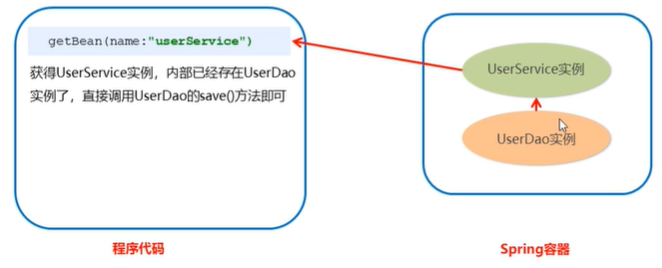 getBean(name:"userService")
获得UserService实例，内部已经存在UserDao
实例了，直接调用UserDao的save()方法即可
UserService实例
UserDao实例
程序代码
Spring容器